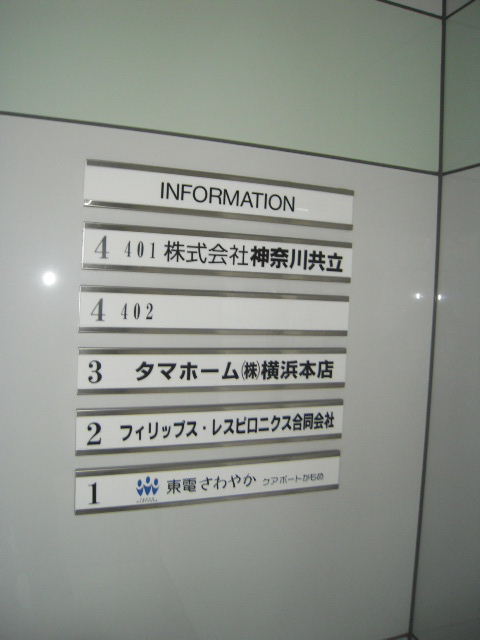 INFORMATION
4 401 株式会社神奈川共立
4 402
3 タマホーム㈱横浜本店
2 フィリップス・レスピロニクス合同会社
1 東電さわやか ケアポートかもめ